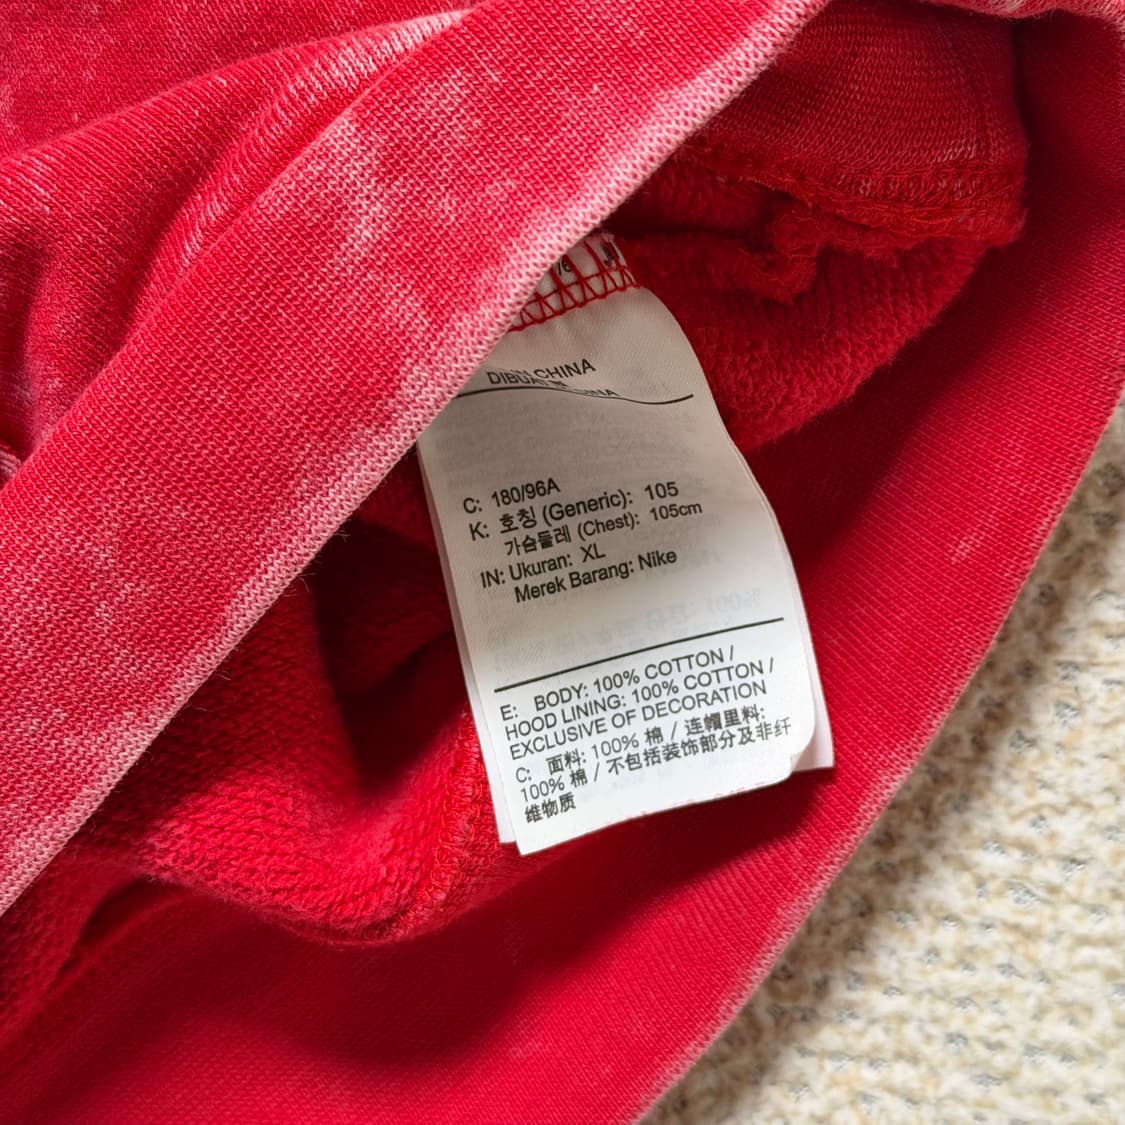 DIBUAT CHINA
C: 180/96A
K: 호칭 (Generic): 105
가슴둘레 (Chest): 105cm
IN: Ukuran: XL
Merek Barang: Nike
E: BODY: 100% COTTON /
HOOD LINING: 100% COTTON /
EXCLUSIVE OF DECORATION
C: 面料: 100% 棉 / 连帽里料:
100% 棉 / 不包括装饰部分及非纤
维物质